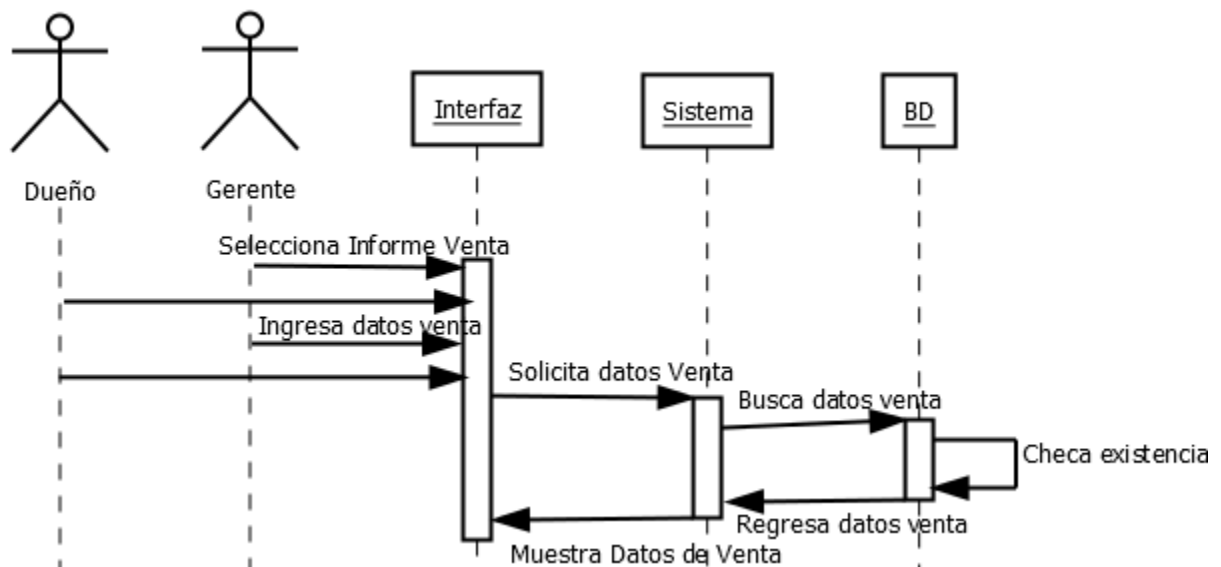 Interfaz
Sistema
BD
Dueño
Gerente
Selecciona Informe Venta
Ingresa datos venta
Solicita datos Venta
Busca datos venta
Checa existencia
Regresa datos venta
Muestra Datos de Venta